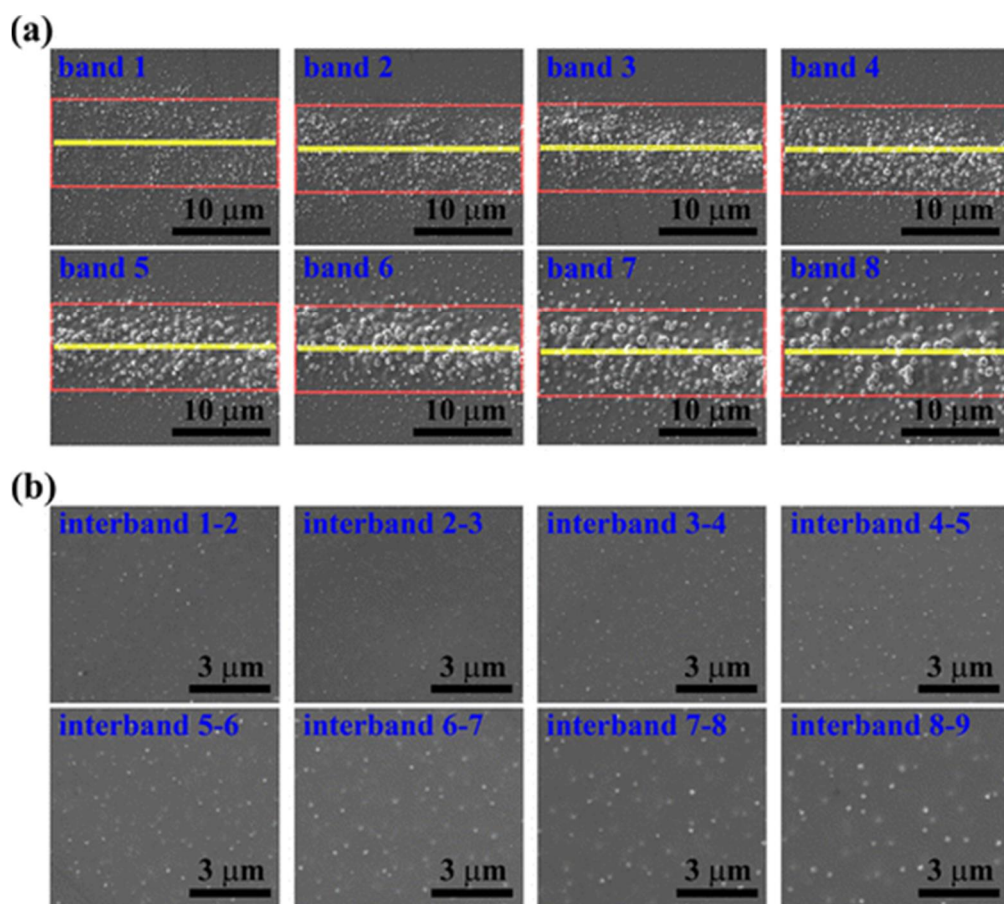 (a)
band 1
band 2
band 3
band 4
10 μm
10 μm
10 μm
10 μm
band 5
band 6
band 7
band 8
10 μm
10 μm
10 μm
10 μm
(b)
interband 1-2
interband 2-3
interband 3-4
interband 4-5
3 μm
3 μm
3 μm
3 μm
interband 5-6
interband 6-7
interband 7-8
interband 8-9
3 μm
3 μm
3 μm
3 μm